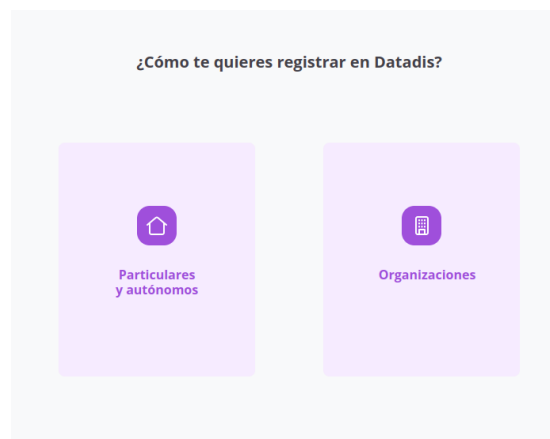 ¿Cómo te quieres registrar en Datadis?
Particulares
y autónomos
Organizaciones